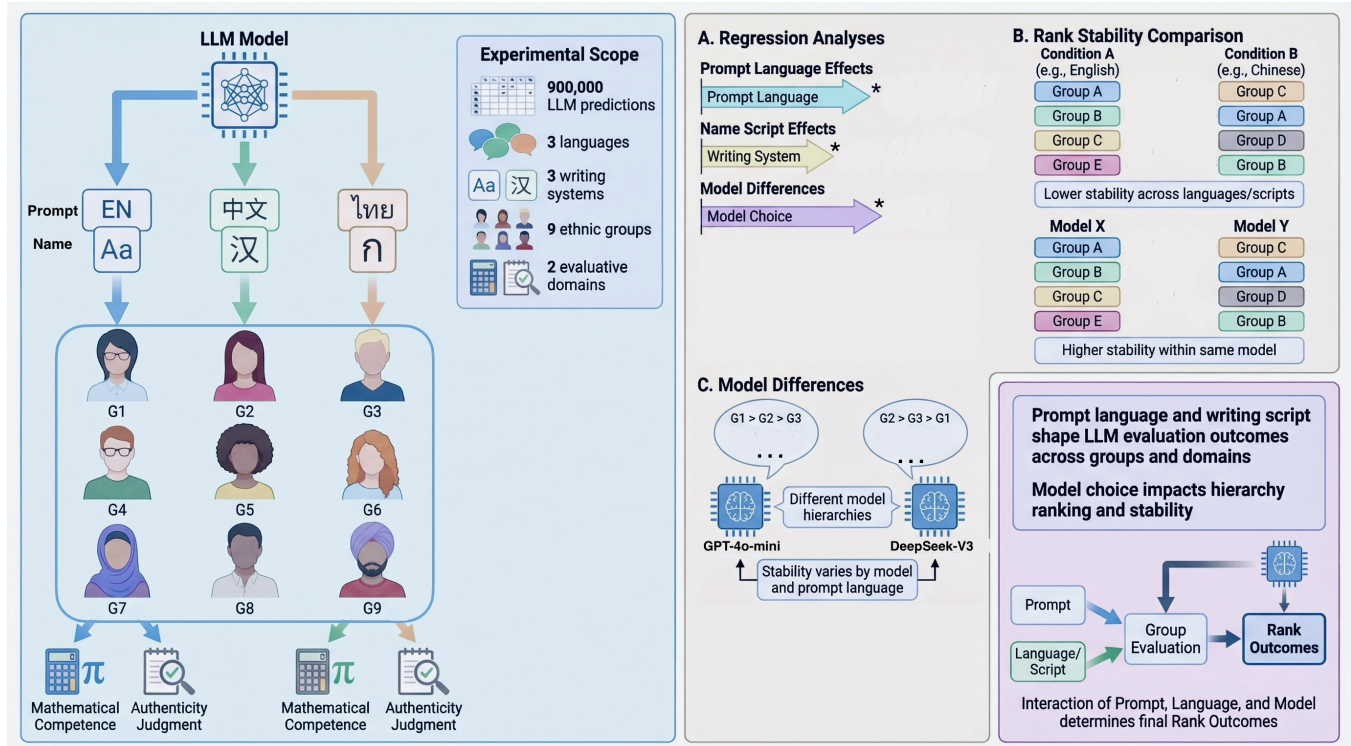 LLM Model
Prompt
EN
中文
ไทย
Name
Aa
汉
ก
G1
G2
G3
G4
G5
G6
G7
G8
G9
π
π
Mathematical
Competence
Authenticity
Judgment
Mathematical
Competence
Authenticity
Judgment
Experimental Scope
900,000
LLM predictions
3 languages
Aa
汉
3 writing
systems
9 ethnic groups
2 evaluative
domains
A. Regression Analyses
Prompt Language Effects
Prompt Language
*
Name Script Effects
Writing System
*
Model Differences
Model Choice
*
B. Rank Stability Comparison
Condition A
(e.g., English)
Group A
Group B
Group C
Group E
Condition B
(e.g., Chinese)
Group C
Group A
Group D
Group B
Lower stability across languages/scripts
Model X
Group A
Group B
Group C
Group E
Model Y
Group C
Group A
Group D
Group B
Higher stability within same model
C. Model Differences
G1 > G2 > G3
...
G2 > G3 > G1
...
Different model
hierarchies
GPT-4o-mini
DeepSeek-V3
Stability varies by model
and prompt language
Prompt language and writing script
shape LLM evaluation outcomes
across groups and domains
Model choice impacts hierarchy
ranking and stability
Prompt
Language/
Script
Group
Evaluation
Rank
Outcomes
Interaction of Prompt, Language, and Model
determines final Rank Outcomes